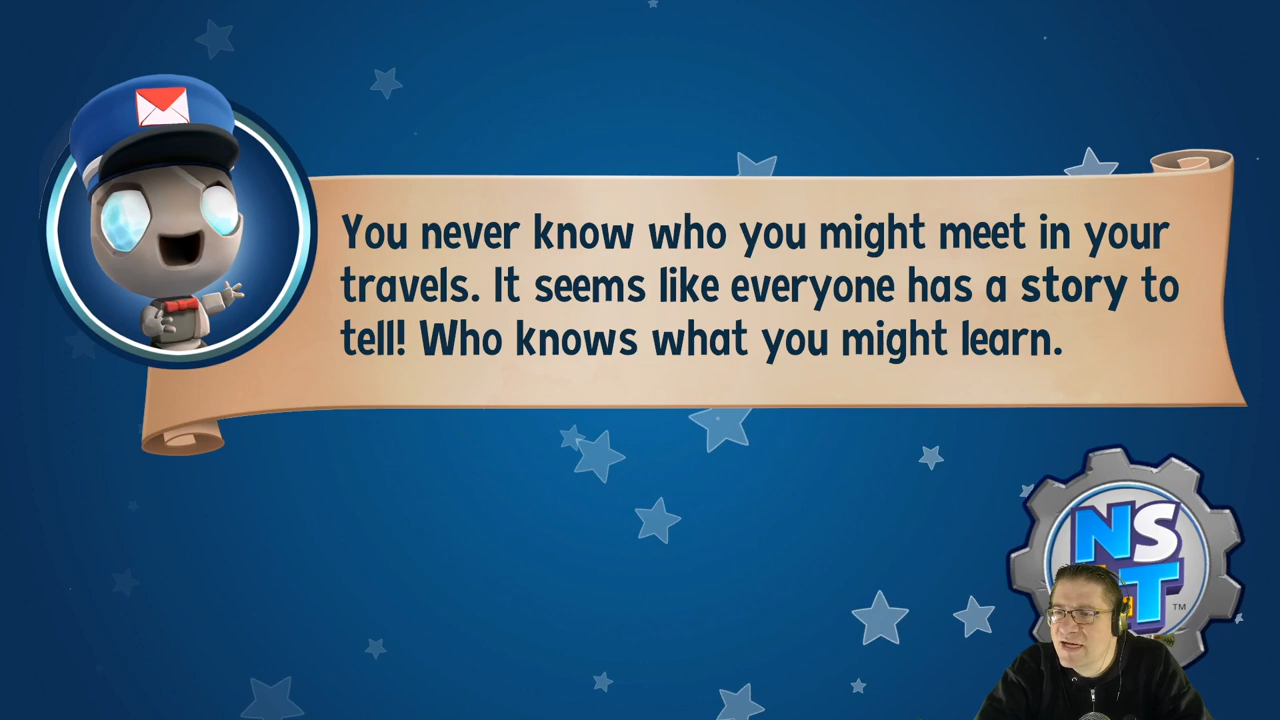 You never know who you might meet in your
travels. It seems like everyone has a story to
tell! Who knows what you might learn.
NS
T
TM